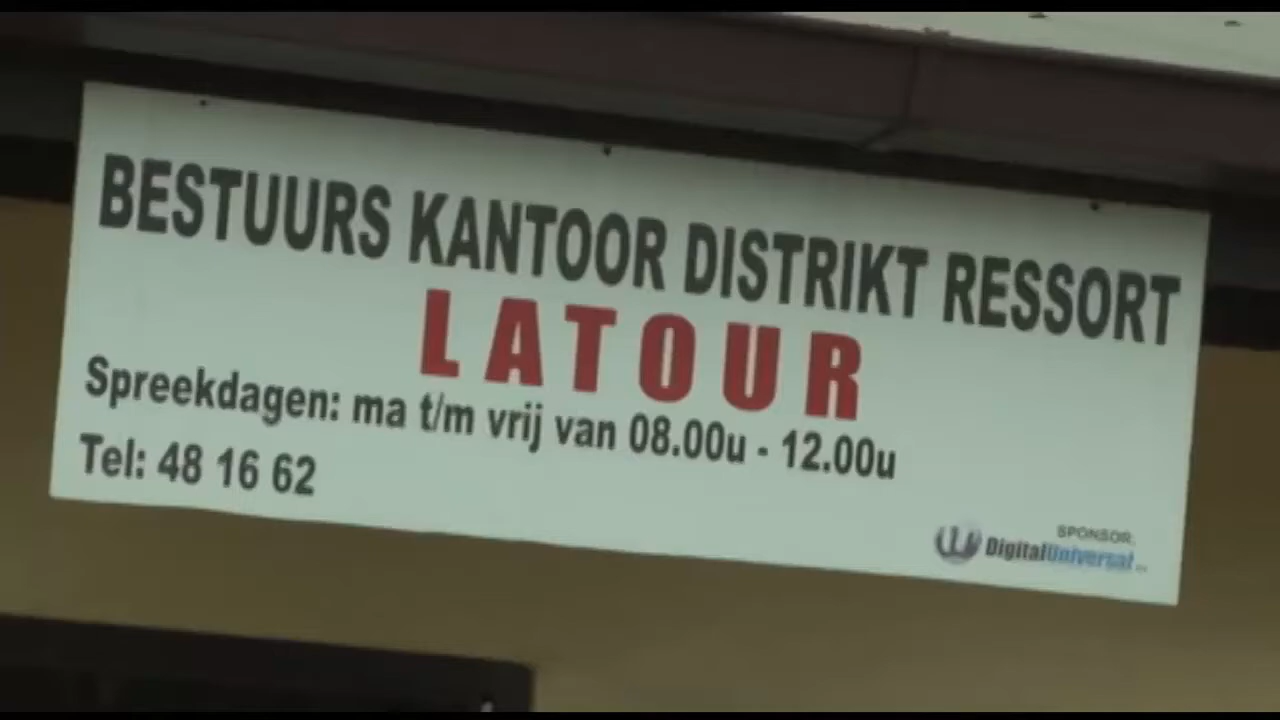 BESTUURS KANTOOR DISTRIKT RESSORT
LATOUR
Spreekdagen: ma t/m vrij van 08.00u - 12.00u
Tel: 48 16 62
SPONSOR:
DigitalUniversal